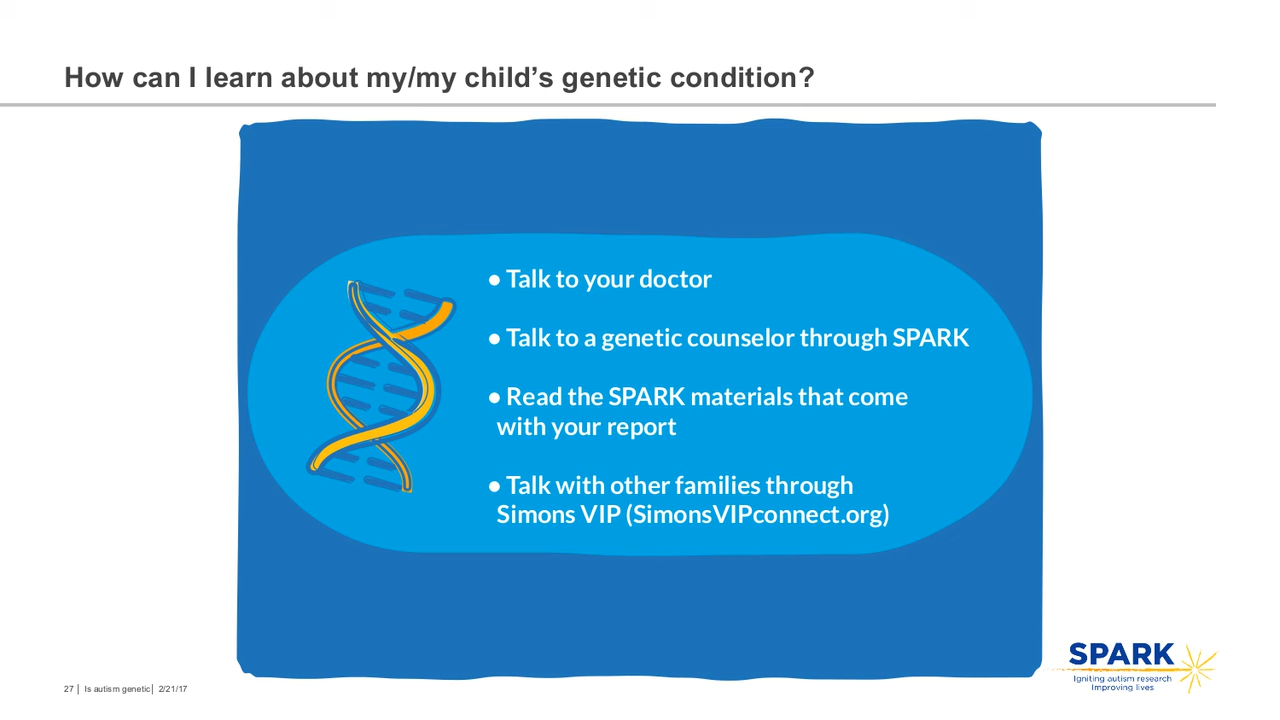 How can I learn about my/my child’s genetic condition?
● Talk to your doctor
● Talk to a genetic counselor through SPARK
● Read the SPARK materials that come
with your report
● Talk with other families through
Simons VIP (SimonsVIPconnect.org)
27 | Is autism genetic| 2/21/17
SPARK
Igniting autism research
Improving lives